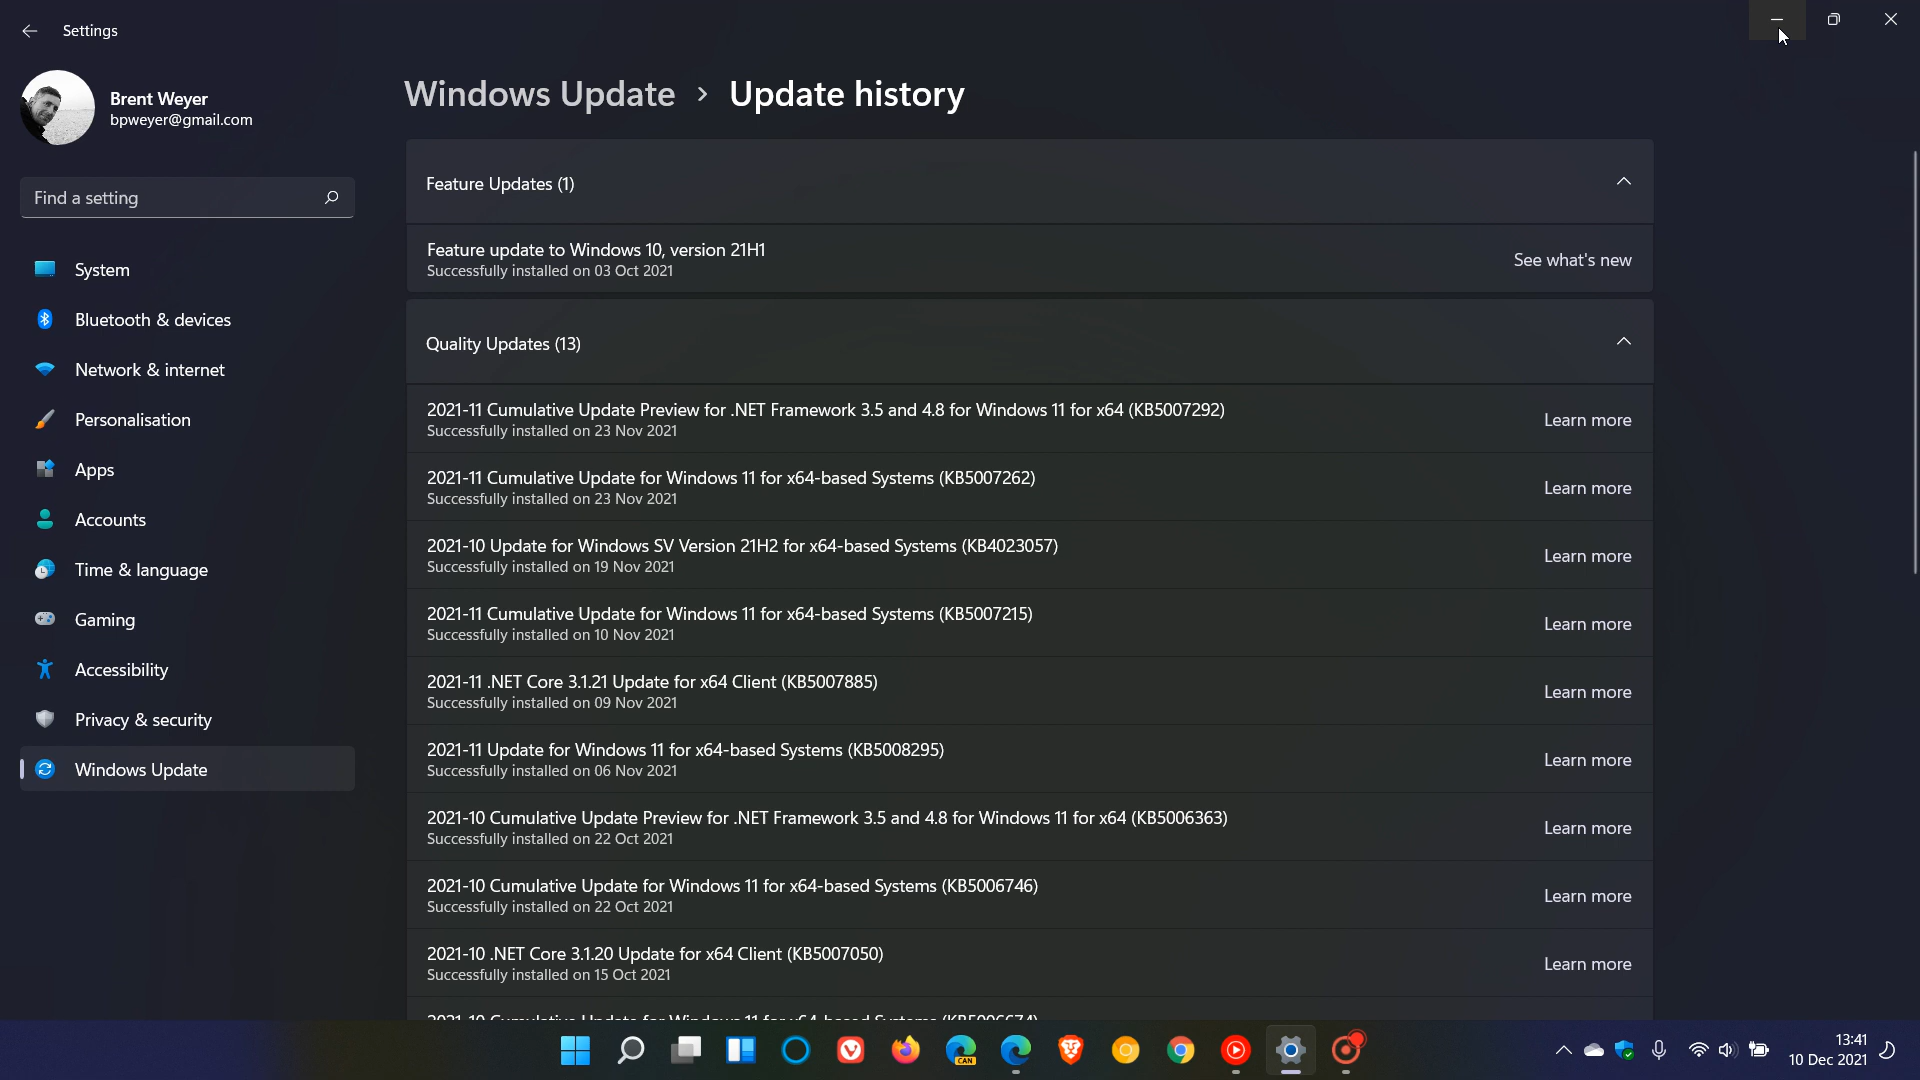 Settings
Brent Weyer
bpweyer@gmail.com
Find a setting
System
Bluetooth & devices
Network & internet
Personalisation
Apps
Accounts
Time & language
Gaming
Accessibility
Privacy & security
Windows Update
Windows Update > Update history
Feature Updates (1)
Feature update to Windows 10, version 21H1
Successfully installed on 03 Oct 2021
See what's new
Quality Updates (13)
2021-11 Cumulative Update Preview for .NET Framework 3.5 and 4.8 for Windows 11 for x64 (KB5007292)
Successfully installed on 23 Nov 2021
Learn more
2021-11 Cumulative Update for Windows 11 for x64-based Systems (KB5007262)
Successfully installed on 23 Nov 2021
Learn more
2021-10 Update for Windows SV Version 21H2 for x64-based Systems (KB4023057)
Successfully installed on 19 Nov 2021
Learn more
2021-11 Cumulative Update for Windows 11 for x64-based Systems (KB5007215)
Successfully installed on 10 Nov 2021
Learn more
2021-11 .NET Core 3.1.21 Update for x64 Client (KB5007885)
Successfully installed on 09 Nov 2021
Learn more
2021-11 Update for Windows 11 for x64-based Systems (KB5008295)
Successfully installed on 06 Nov 2021
Learn more
2021-10 Cumulative Update Preview for .NET Framework 3.5 and 4.8 for Windows 11 for x64 (KB5006363)
Successfully installed on 22 Oct 2021
Learn more
2021-10 Cumulative Update for Windows 11 for x64-based Systems (KB5006746)
Successfully installed on 22 Oct 2021
Learn more
2021-10 .NET Core 3.1.20 Update for x64 Client (KB5007050)
Successfully installed on 15 Oct 2021
Learn more
2021-10 Cumulative Update for Windows 11 for x64-based Systems (KB5006674)
CAN
13:41
10 Dec 2021